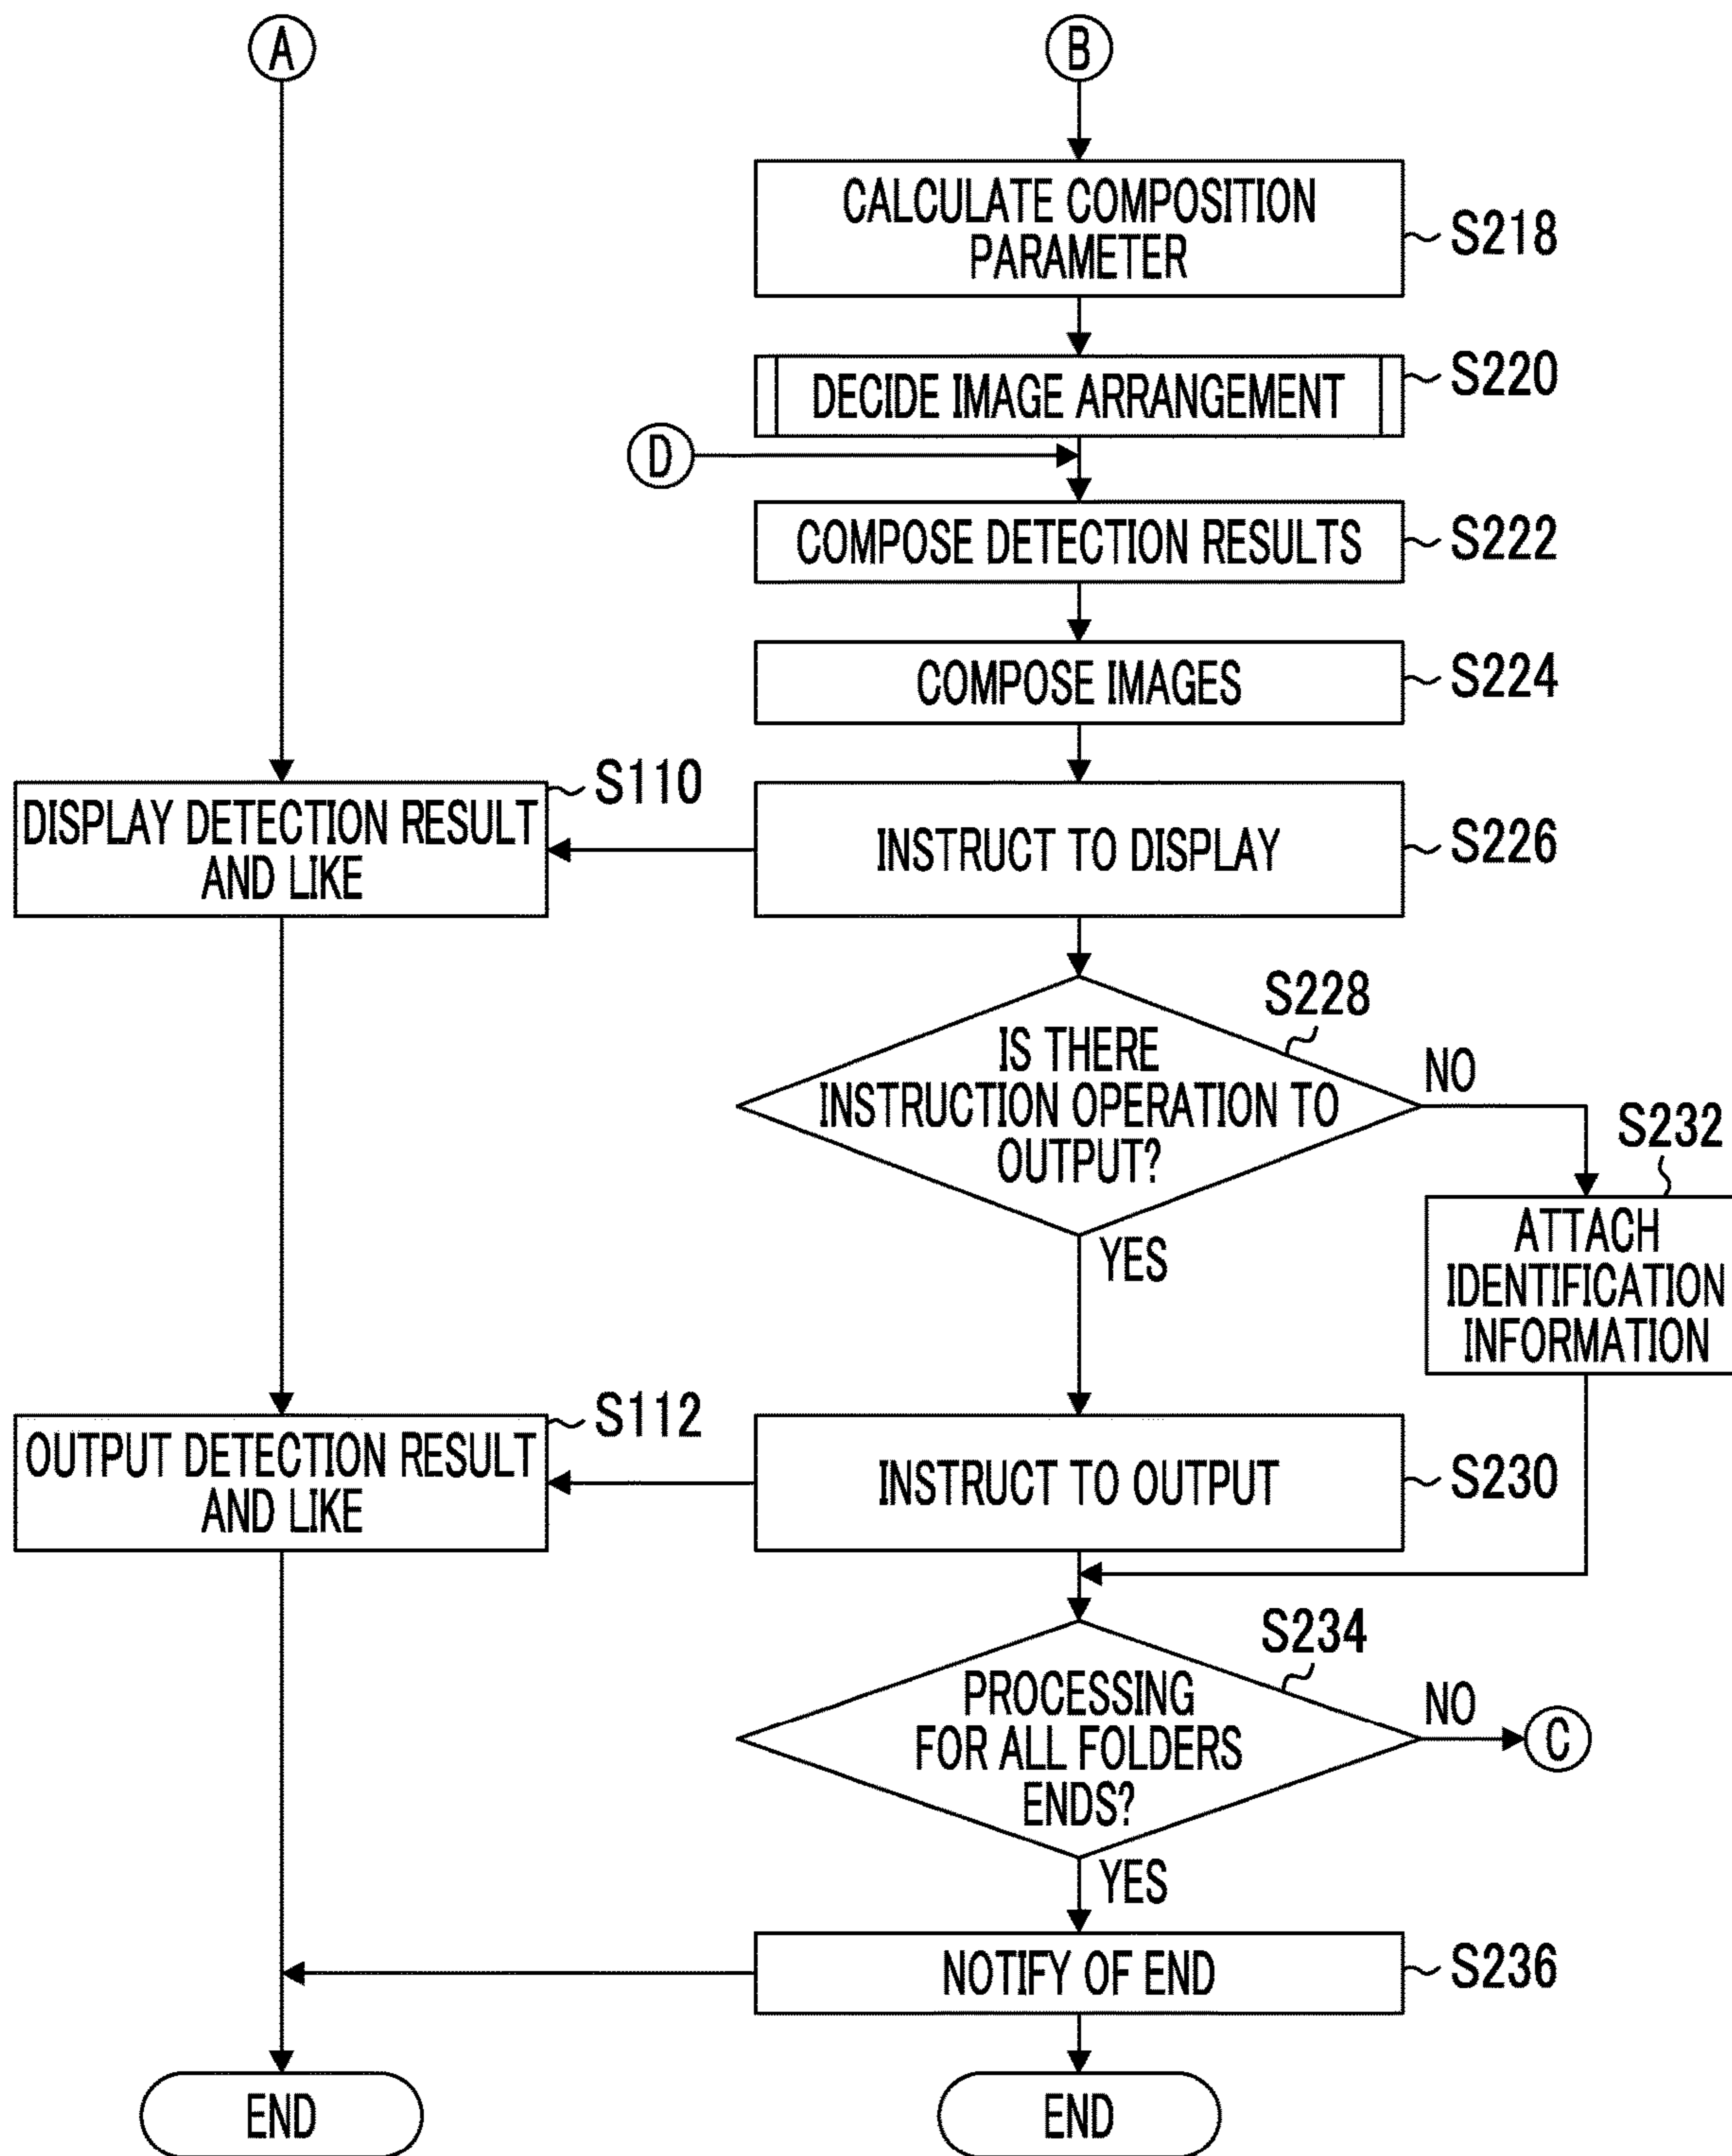 A
B
CALCULATE COMPOSITION
PARAMETER
S218
DECIDE IMAGE ARRANGEMENT
S220
D
COMPOSE DETECTION RESULTS
S222
COMPOSE IMAGES
S224
DISPLAY DETECTION RESULT
AND LIKE
S110
INSTRUCT TO DISPLAY
S226
IS THERE
INSTRUCTION OPERATION TO
OUTPUT?
S228
NO
YES
S232
ATTACH
IDENTIFICATION
INFORMATION
OUTPUT DETECTION RESULT
AND LIKE
S112
INSTRUCT TO OUTPUT
S230
PROCESSING
FOR ALL FOLDERS
ENDS?
S234
NO
C
YES
NOTIFY OF END
S236
END
END